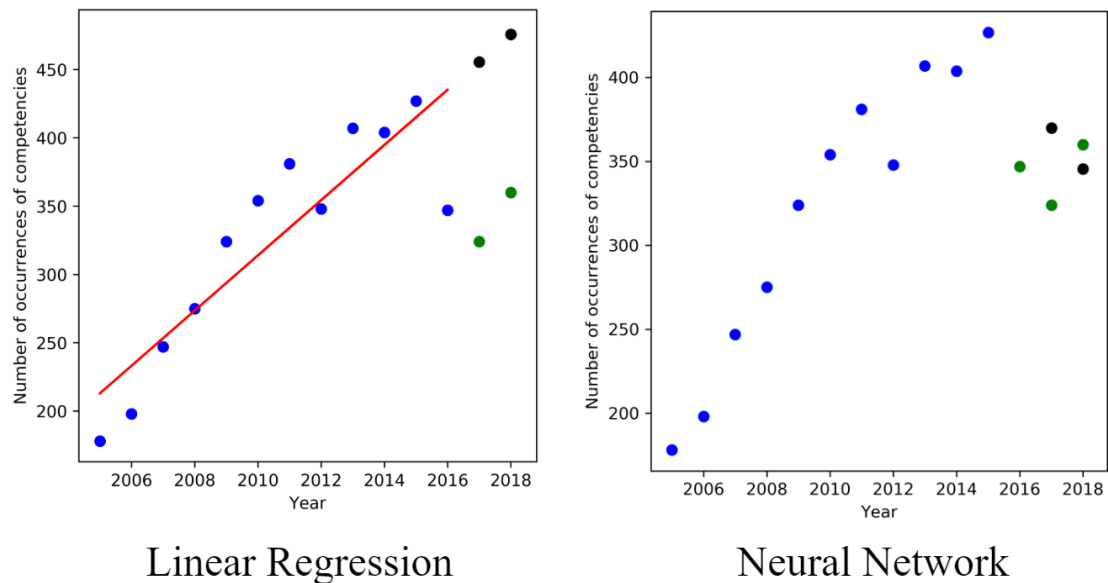 Number of occurrences of competencies
450
400
350
300
250
200
2006 2008 2010 2012 2014 2016 2018
Year
Linear Regression
Number of occurrences of competencies
400
350
300
250
200
2006 2008 2010 2012 2014 2016 2018
Year
Neural Network